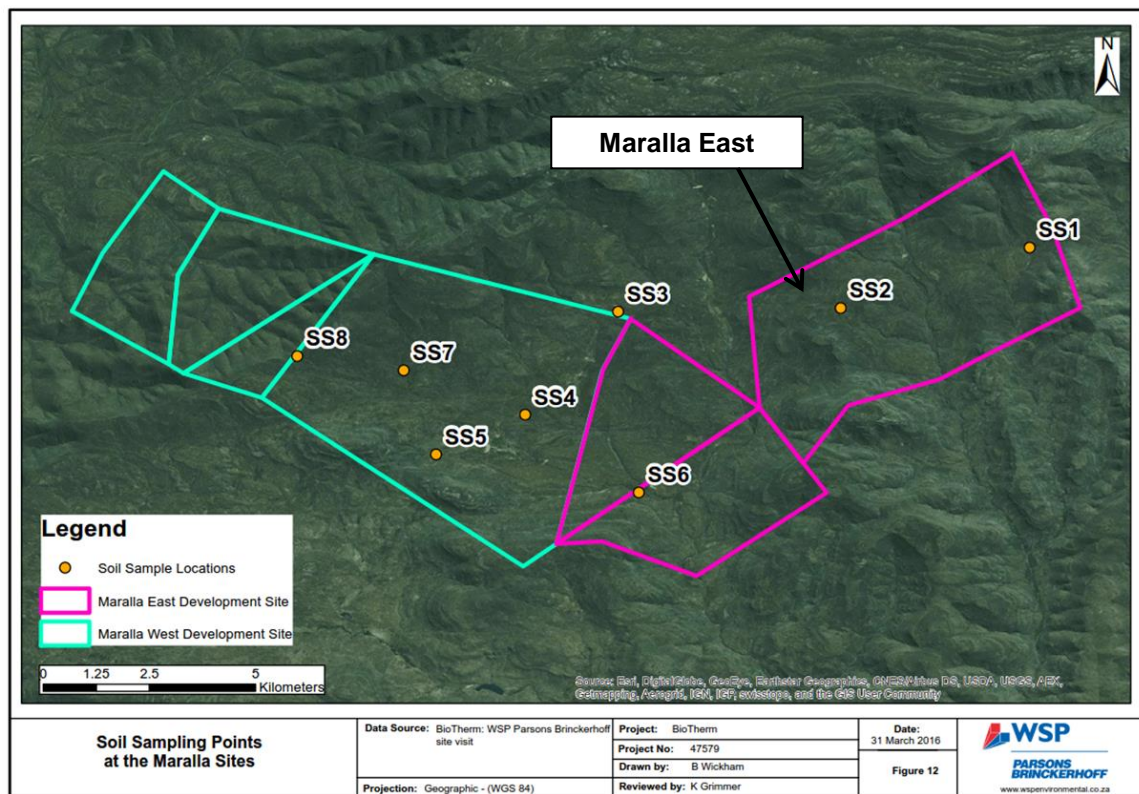 N
Maralla East
SS1
SS2
SS3
SS8
SS7
SS4
SS5
SS6
Legend
Soil Sample Locations
Maralla East Development Site
Maralla West Development Site
0 1.25 2.5 5
Kilometers
Source: Esri, DigitalGlobe, GeoEye, Earthstar Geographics, CNES/Airbus DS, USDA, USGS, AEX,
Getmapping, Aerogrid, IGN, IGP, swisstopo, and the GIS User Community
Soil Sampling Points
at the Maralla Sites
Data Source: BioTherm: WSP Parsons Brinckerhoff
site visit
Projection: Geographic - (WGS 84)
Project: BioTherm
Project No: 47579
Drawn by: B Wickham
Reviewed by: K Grimmer
Date:
31 March 2016
Figure 12
WSP
PARSONS
BRINCKERHOFF
www.wspenvironmental.co.za